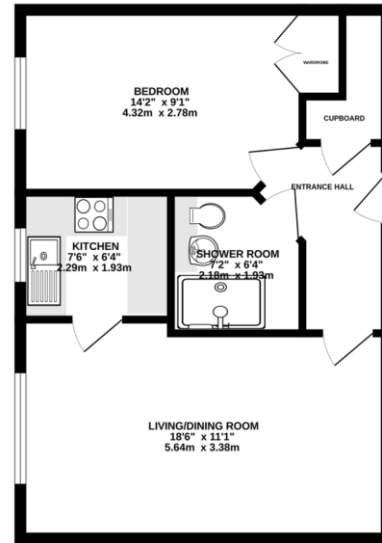 WARDROBE
BEDROOM
14'2" x 9'1"
4.32m x 2.78m
CUPBOARD
ENTRANCE HALL
KITCHEN
7'6" x 6'4"
2.29m x 1.93m
SHOWER ROOM
7'2" x 6'4"
2.18m x 1.93m
LIVING/DINING ROOM
18'6" x 11'1"
5.64m x 3.38m